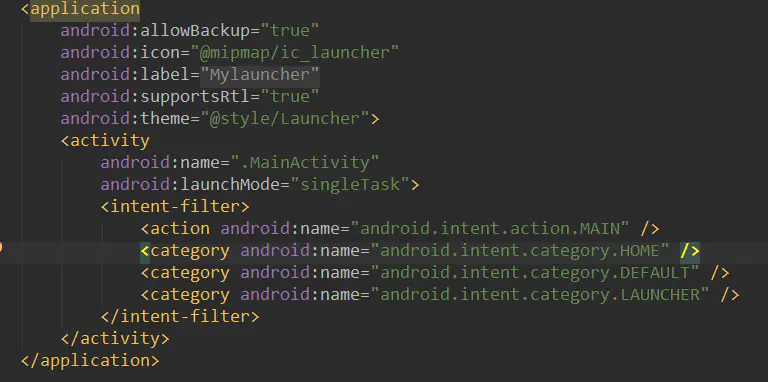 <application
android:allowBackup="true"
android:icon="@mipmap/ic_launcher"
android:label="Mylauncher"
android:supportsRtl="true"
android:theme="@style/Launcher">
<activity
android:name=".MainActivity"
android:launchMode="singleTask">
<intent-filter>
<action android:name="android.intent.action.MAIN" />
<category android:name="android.intent.category.HOME" />
<category android:name="android.intent.category.DEFAULT" />
<category android:name="android.intent.category.LAUNCHER" />
</intent-filter>
</activity>
</application>